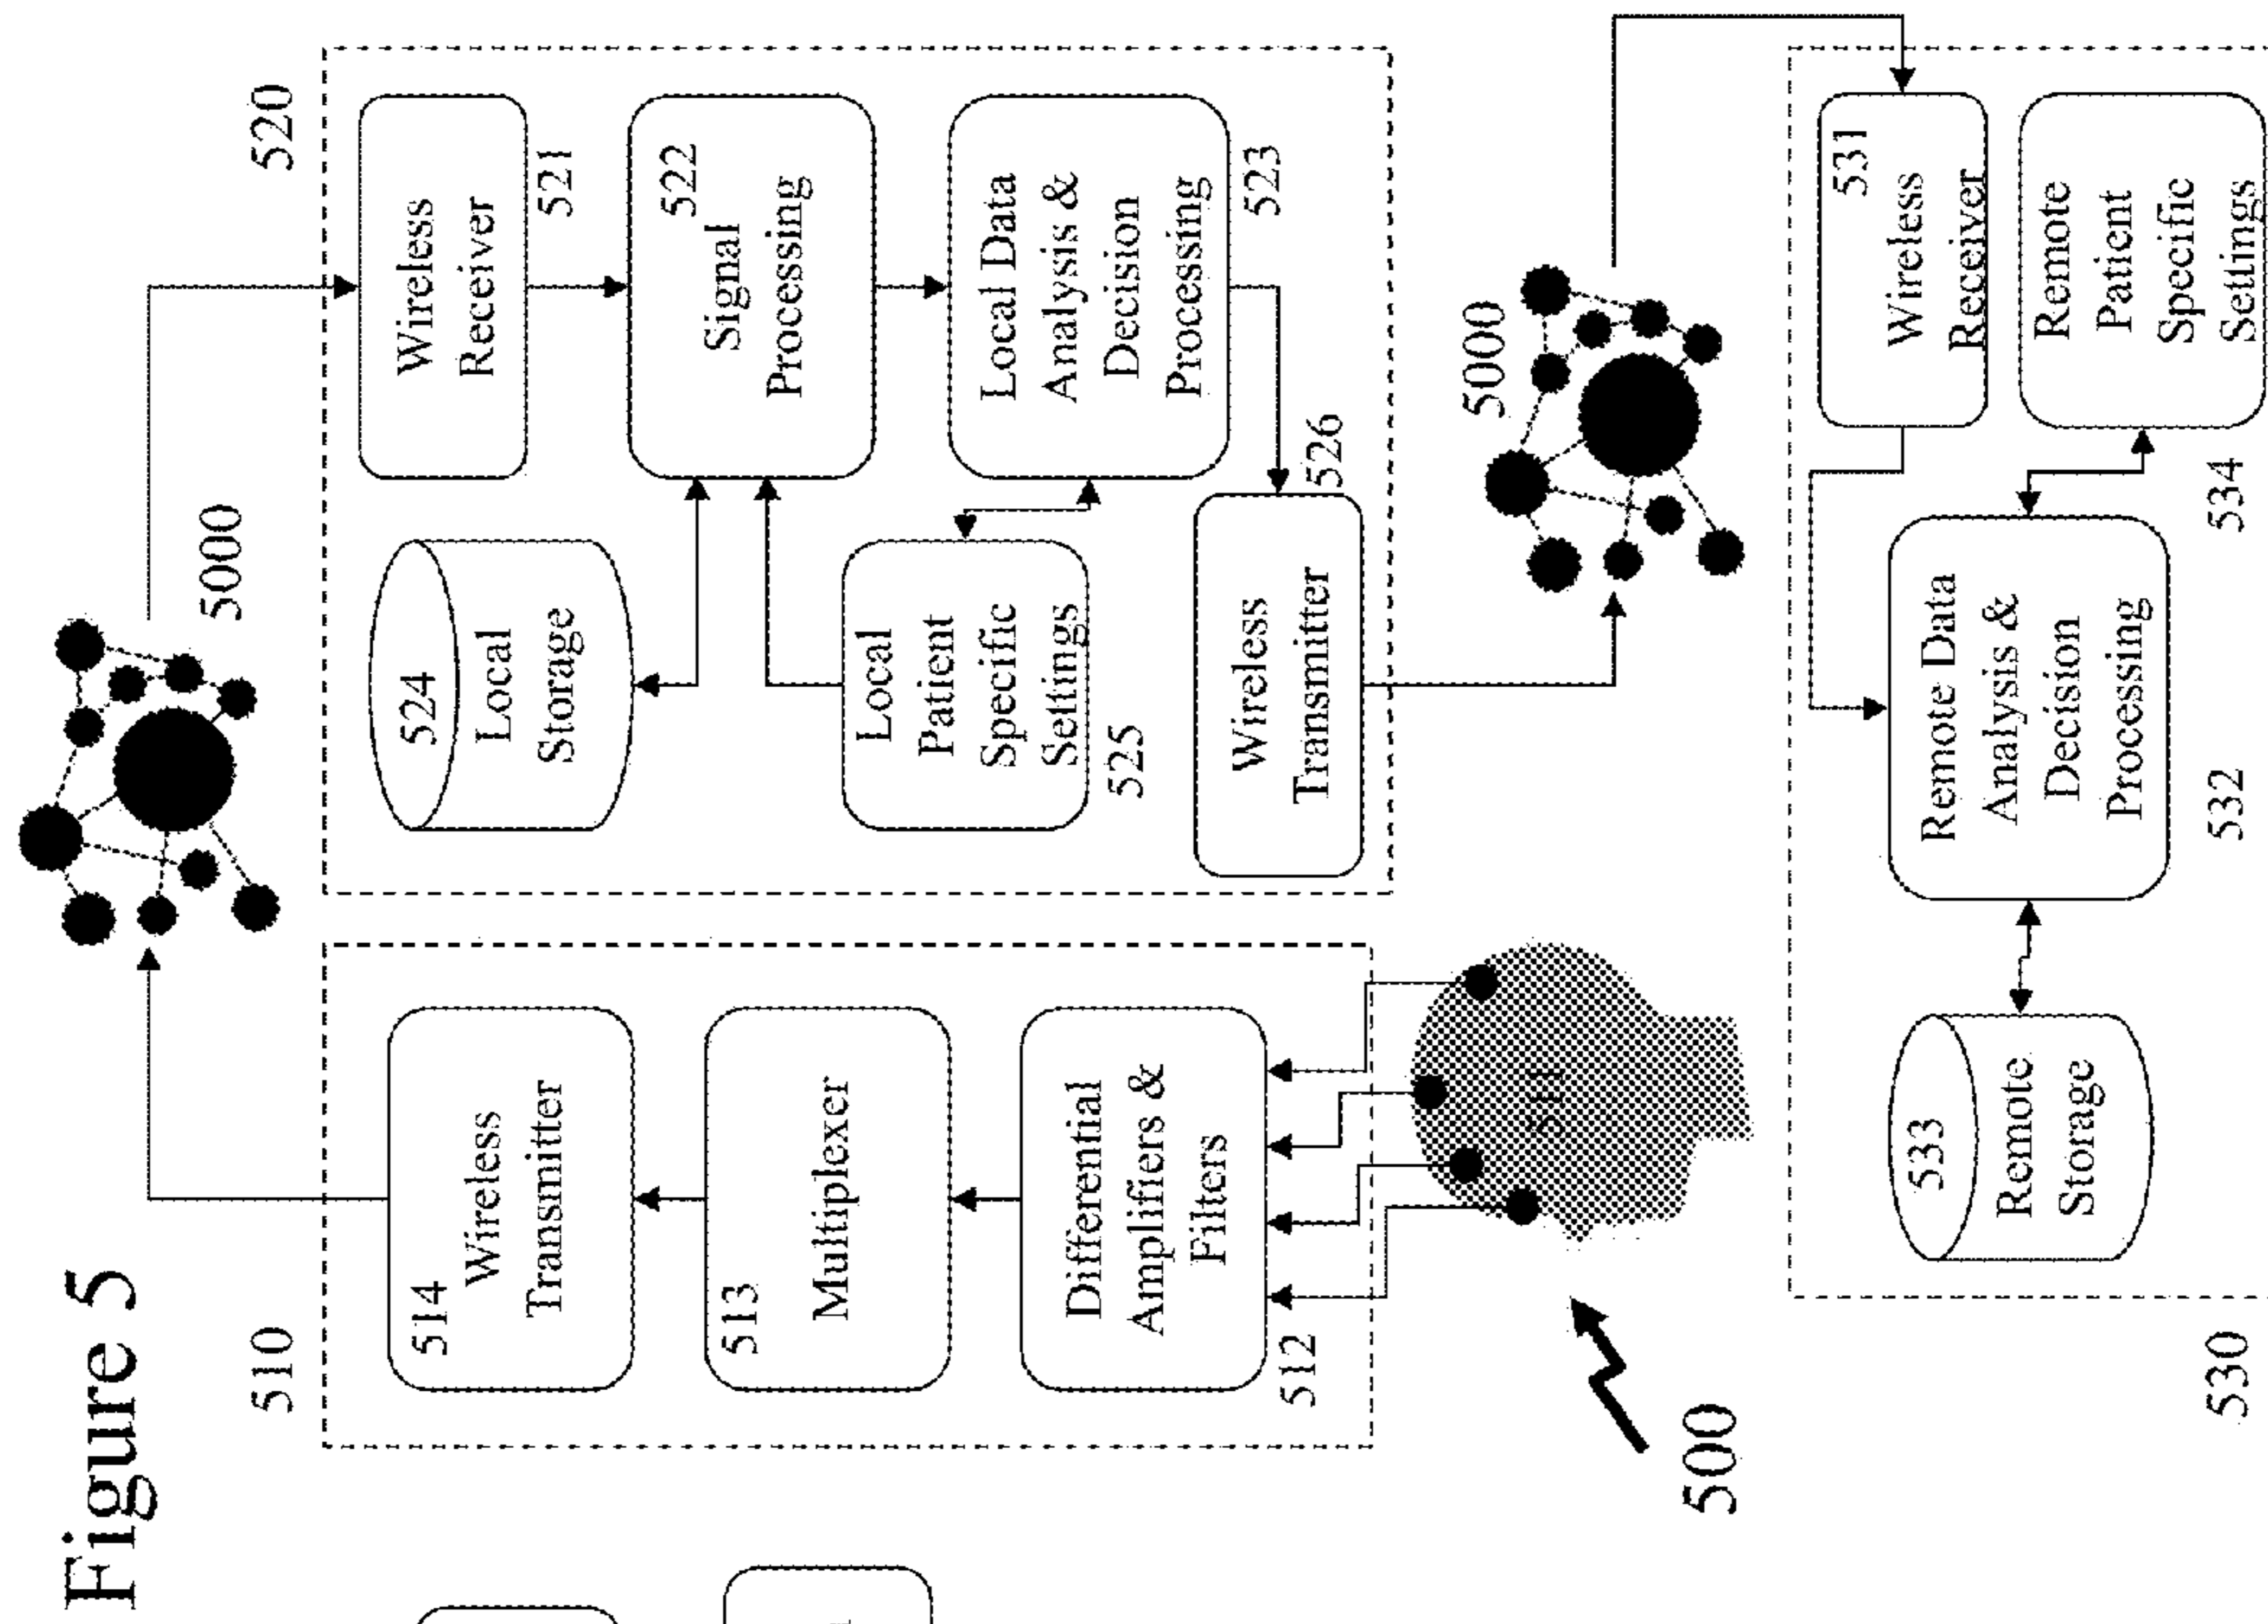 Figure 5
510
514
Wireless
Transmitter
513
Multiplexer
Differential
Amplifiers &
Filters
512
511
500
5000
520
Wireless
Receiver
521
522
Signal
Processing
Local Data
Analysis &
Decision
Processing
523
524
Local
Storage
Local
Patient
Specific
Settings
525
Wireless
Transmitter
526
5000
530
531
Wireless
Receiver
Remote
Patient
Specific
Settings
534
Remote Data
Analysis &
Decision
Processing
532
533
Remote
Storage